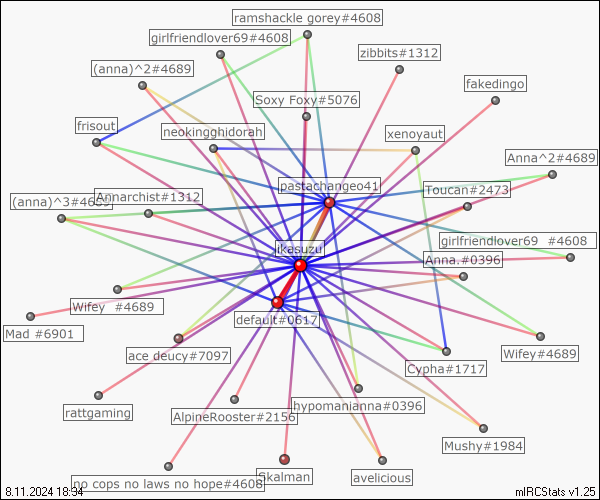 ramshackle gorey#4608
girlfriendlover69#4608
zibbits#1312
(anna)^2#4689
fakedingo
Soxy Foxy#5076
frisout
neokingghidorah
xenoyaut
Anna^2#4689
pastachangeo41
Toucan#2473
Annarchist#1312
(anna)^3#4689
girlfriendlover69 #4608
ikasuzu
Anna.#0396
Wifey #4689
default#0617
Mad #6901
ace deucy#7097
Wifey#4689
Cypha#1717
hypomanianna#0396
rattgaming
AlpineRooster#2156
Mushy#1984
Skalman
avelicious
no cops no laws no hope#4608
8.11.2024 18:34
mIRCStats v1.25